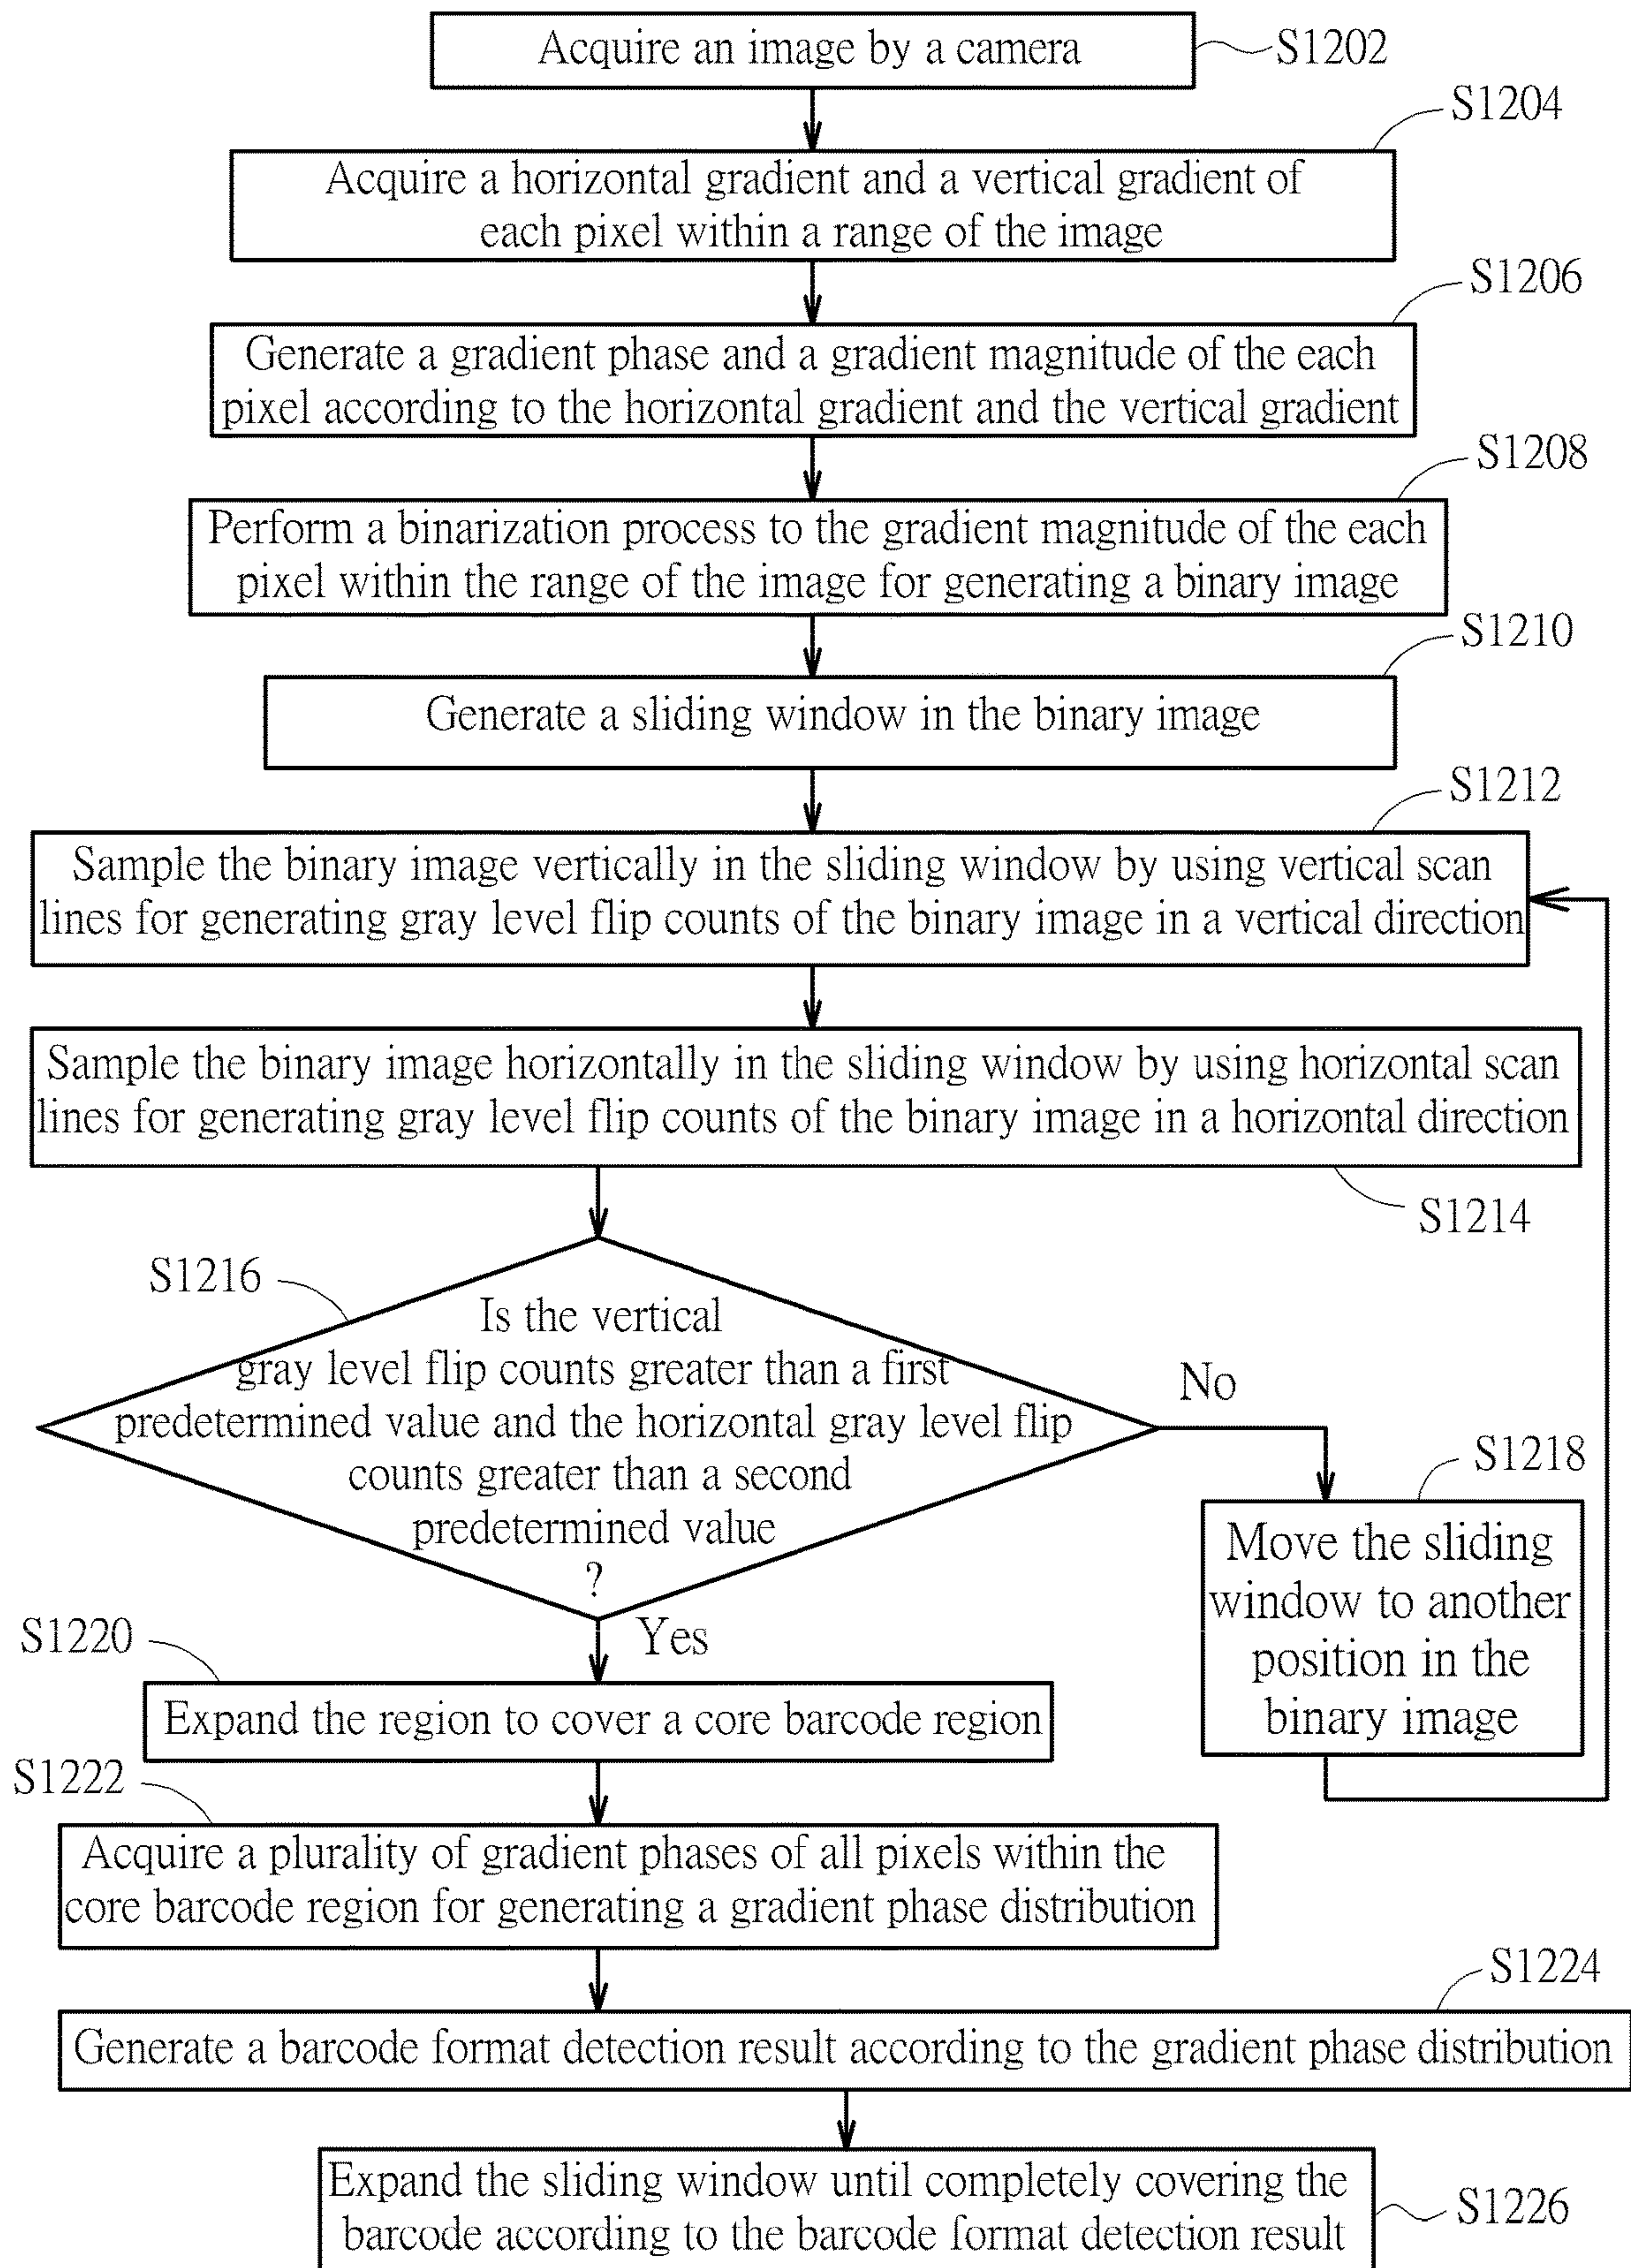 Acquire an image by a camera
S1202
S1204
Acquire a horizontal gradient and a vertical gradient of
each pixel within a range of the image
S1206
Generate a gradient phase and a gradient magnitude of the each
pixel according to the horizontal gradient and the vertical gradient
S1208
Perform a binarization process to the gradient magnitude of the each
pixel within the range of the image for generating a binary image
S1210
Generate a sliding window in the binary image
S1212
Sample the binary image vertically in the sliding window by using vertical scan
lines for generating gray level flip counts of the binary image in a vertical direction
Sample the binary image horizontally in the sliding window by using horizontal scan
lines for generating gray level flip counts of the binary image in a horizontal direction
S1214
S1216
Is the vertical
gray level flip counts greater than a first
predetermined value and the horizontal gray level flip
counts greater than a second
predetermined value
?
No
S1218
Move the sliding
window to another
position in the
binary image
Yes
S1220
Expand the region to cover a core barcode region
S1222
Acquire a plurality of gradient phases of all pixels within the
core barcode region for generating a gradient phase distribution
S1224
Generate a barcode format detection result according to the gradient phase distribution
Expand the sliding window until completely covering the
barcode according to the barcode format detection result
S1226